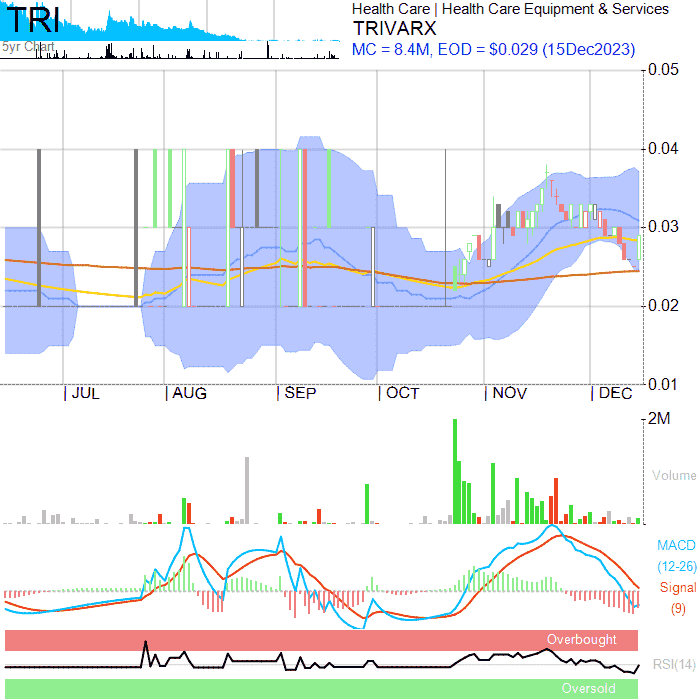 TRI
5yr Chart
Health Care | Health Care Equipment & Services
TRIVARX
MC = 8.4M, EOD = $0.029 (15Dec2023)
0.05
0.04
0.03
0.02
0.01
| JUL
| AUG
| SEP
| OCT
| NOV
| DEC
2M
Volume
MACD
(12-26)
Signal
(9)
Overbought
RSI(14)
Oversold